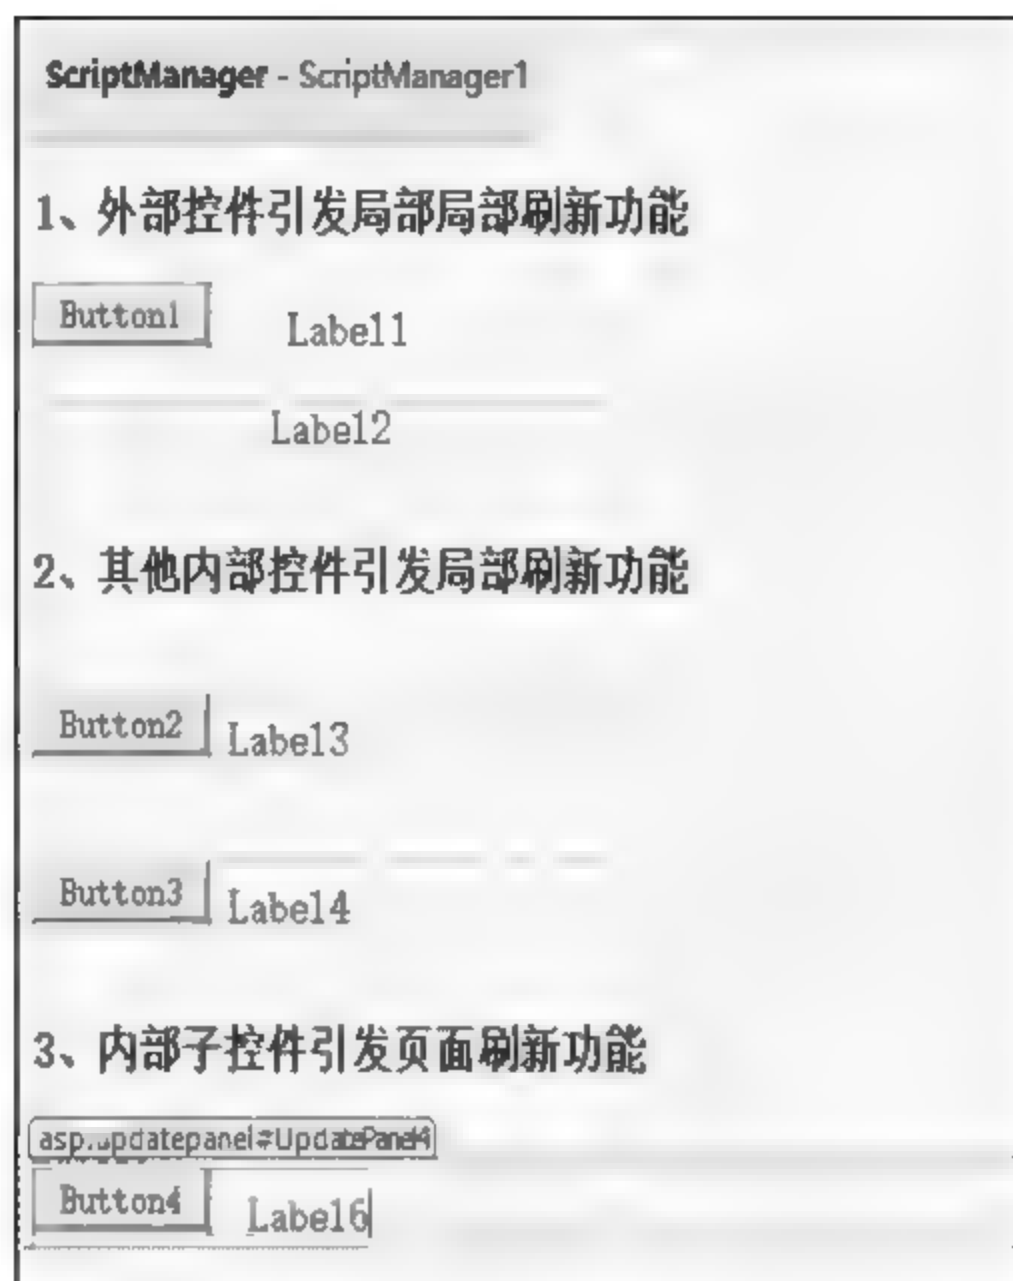 ScriptManager - ScriptManager1
1、外部控件引发局部局部刷新功能
Button1 Label1
Label2
2、其他内部控件引发局部刷新功能
Button2 Label3
Button3 Label4
3、内部子控件引发页面刷新功能
asp:updatepanel#UpdatePanel4
Button4 Label6